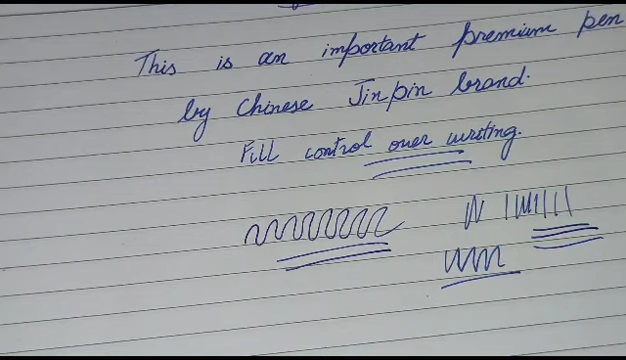 This is an important premium pen
by Chinese Jinpin brand.
Fill control over writing.